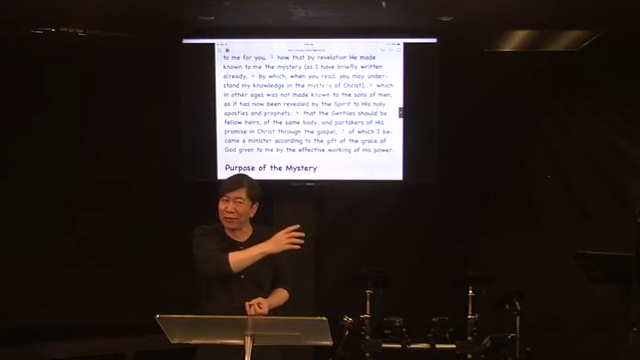 to me for you, 3 how that by revelation He made
known to me the mystery (as I have briefly written
already, 4 by which, when you read, you may under-
stand my knowledge in the mystery of Christ), 5 which
in other ages was not made known to the sons of men,
as it has now been revealed by the Spirit to His holy
apostles and prophets: 6 that the Gentiles should be
fellow heirs, of the same body, and partakers of His
promise in Christ through the gospel, 7 of which I be-
came a minister according to the gift of the grace of
God given to me by the effective working of His power.
Purpose of the Mystery